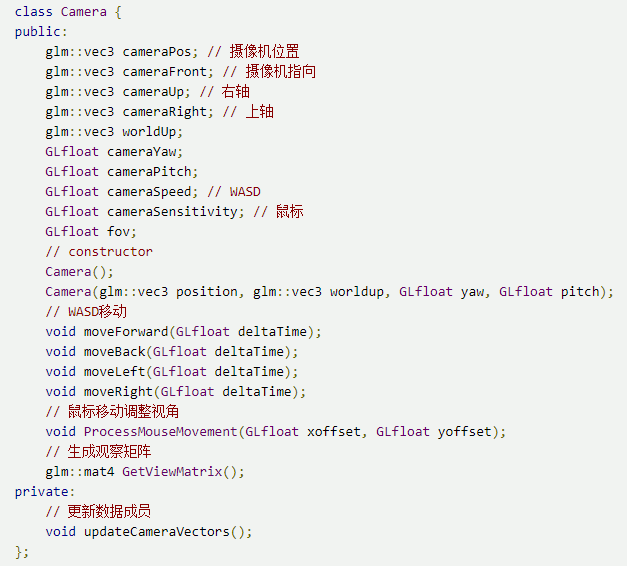 class Camera {
public:
    glm::vec3 cameraPos; // 摄像机位置
    glm::vec3 cameraFront; // 摄像机指向
    glm::vec3 cameraUp; // 右轴
    glm::vec3 cameraRight; // 上轴
    glm::vec3 worldUp;
    GLfloat cameraYaw;
    GLfloat cameraPitch;
    GLfloat cameraSpeed; // WASD
    GLfloat cameraSensitivity; // 鼠标
    GLfloat fov;
    // constructor
    Camera();
    Camera(glm::vec3 position, glm::vec3 worldup, GLfloat yaw, GLfloat pitch);
    // WASD移动
    void moveForward(GLfloat deltaTime);
    void moveBack(GLfloat deltaTime);
    void moveLeft(GLfloat deltaTime);
    void moveRight(GLfloat deltaTime);
    // 鼠标移动调整视角
    void ProcessMouseMovement(GLfloat xoffset, GLfloat yoffset);
    // 生成观察矩阵
    glm::mat4 GetViewMatrix();
private:
    // 更新数据成员
    void updateCameraVectors();
};